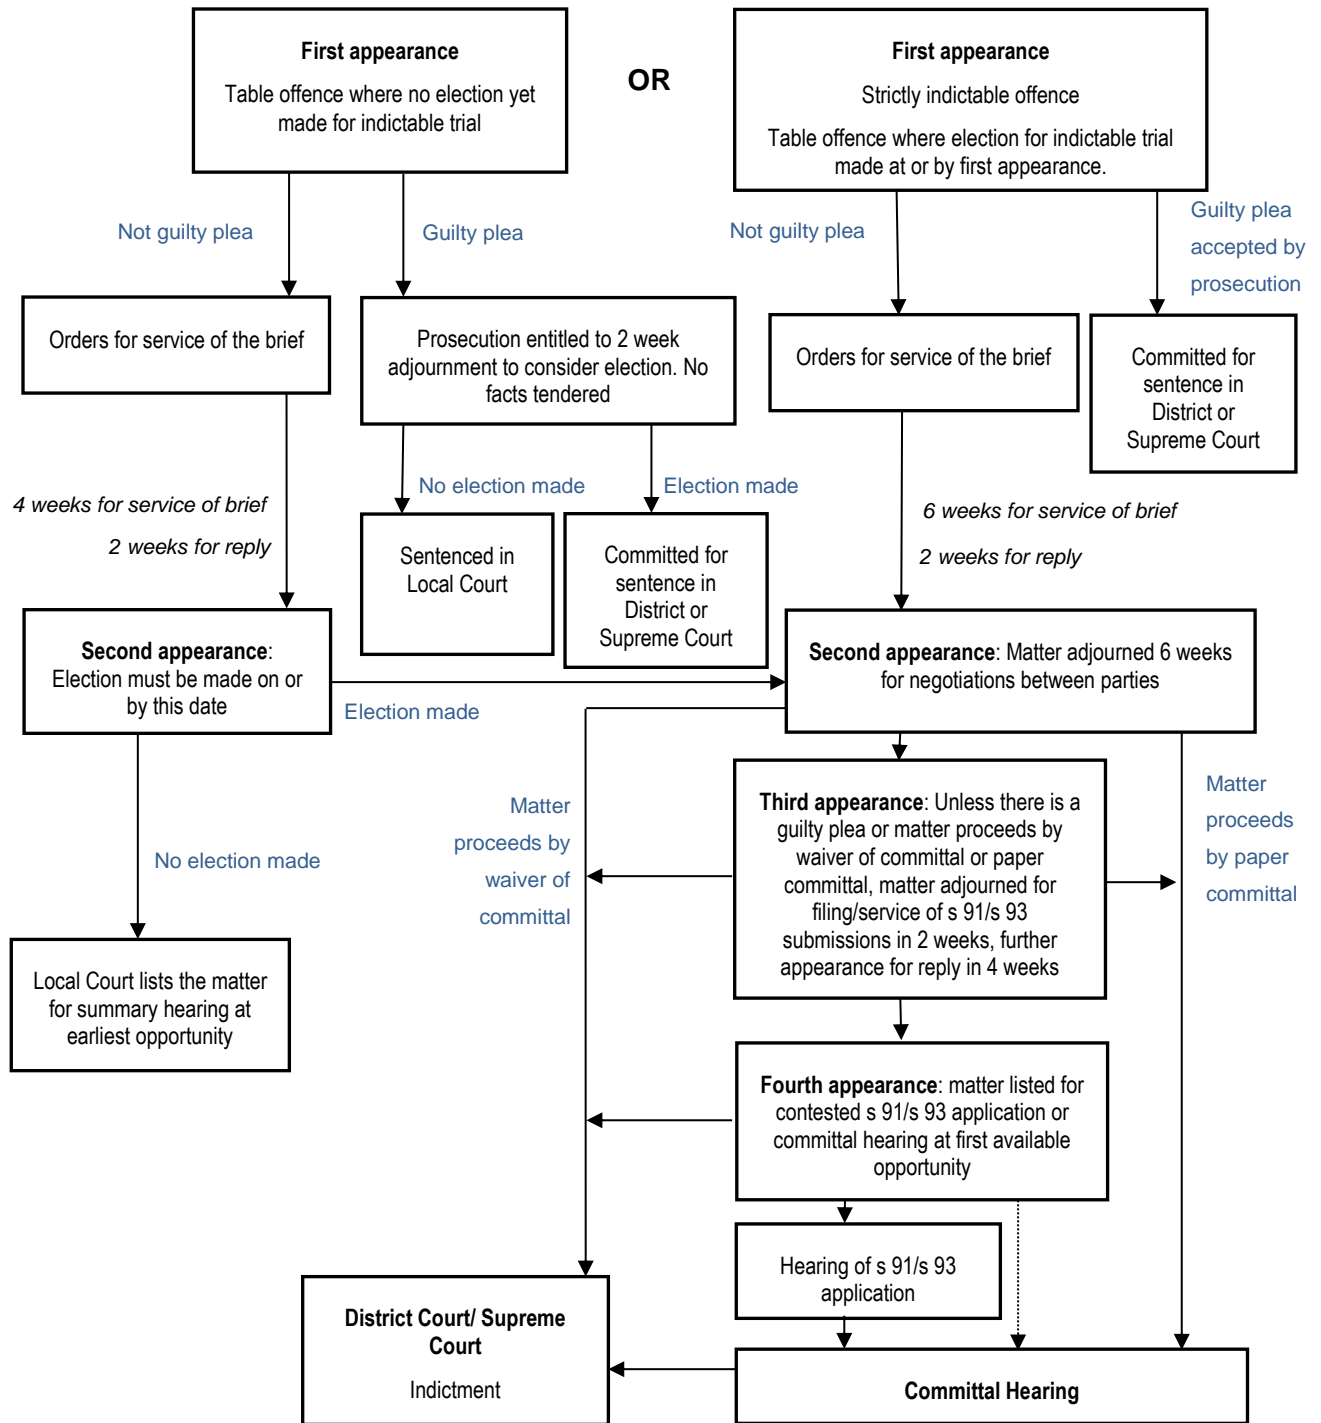 First appearance
Table offence where no election yet
made for indictable trial
OR
First appearance
Strictly indictable offence
Table offence where election for indictable trial
made at or by first appearance.
Not guilty plea
Guilty plea
Not guilty plea
Guilty plea
accepted by
prosecution
Orders for service of the brief
Prosecution entitled to 2 week
adjournment to consider election. No
facts tendered
Orders for service of the brief
Committed for
sentence in
District or
Supreme Court
No election made
Election made
4 weeks for service of brief
2 weeks for reply
6 weeks for service of brief
2 weeks for reply
Sentenced in
Local Court
Committed for
sentence in
District or
Supreme Court
Second appearance:
Election must be made on or
by this date
Election made
Second appearance: Matter adjourned 6 weeks
for negotiations between parties
Matter
proceeds by
waiver of
committal
Third appearance: Unless there is a
guilty plea or matter proceeds by
waiver of committal or paper
committal, matter adjourned for
filing/service of s 91/s 93
submissions in 2 weeks, further
appearance for reply in 4 weeks
Matter
proceeds
by paper
committal
No election made
Local Court lists the matter
for summary hearing at
earliest opportunity
Fourth appearance: matter listed for
contested s 91/s 93 application or
committal hearing at first available
opportunity
Hearing of s 91/s 93
application
District Court/ Supreme
Court
Indictment
Committal Hearing